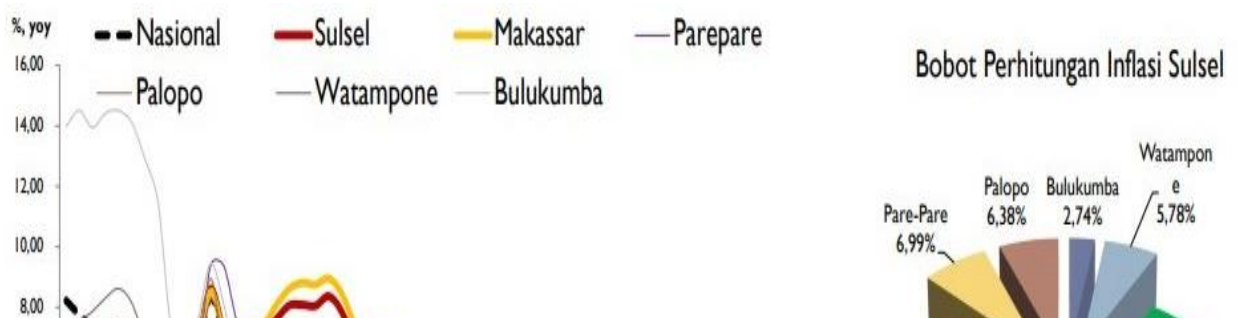 %, yoy
Nasional Sulsel Makassar Parepare
Palopo Watampone Bulukumba
16,00
14,00
12,00
10,00
8,00
Bobot Perhitungan Inflasi Sulsel
Pare-Pare
6,99%
Palopo
6,38%
Bulukumba
2,74%
Watampon
e
5,78%